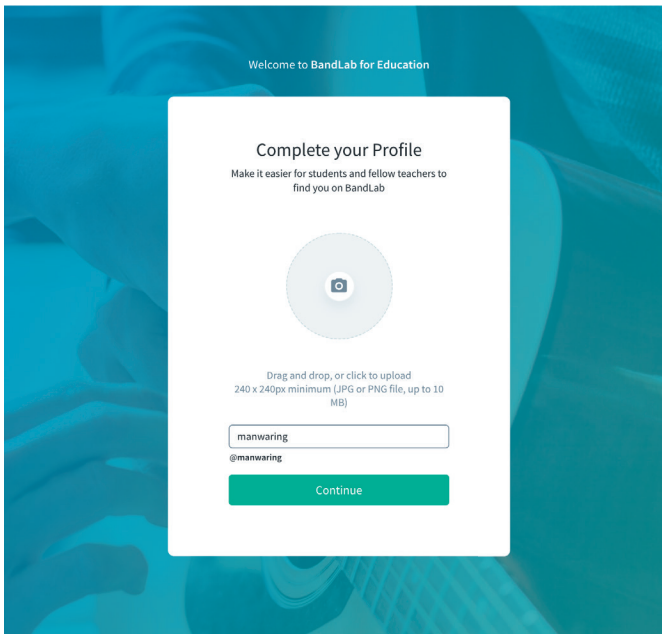 Welcome to BandLab for Education
Complete your Profile
Make it easier for students and fellow teachers to
find you on BandLab
Drag and drop, or click to upload
240 x 240px minimum (JPG or PNG file, up to 10
MB)
manwaring
@manwaring
Continue